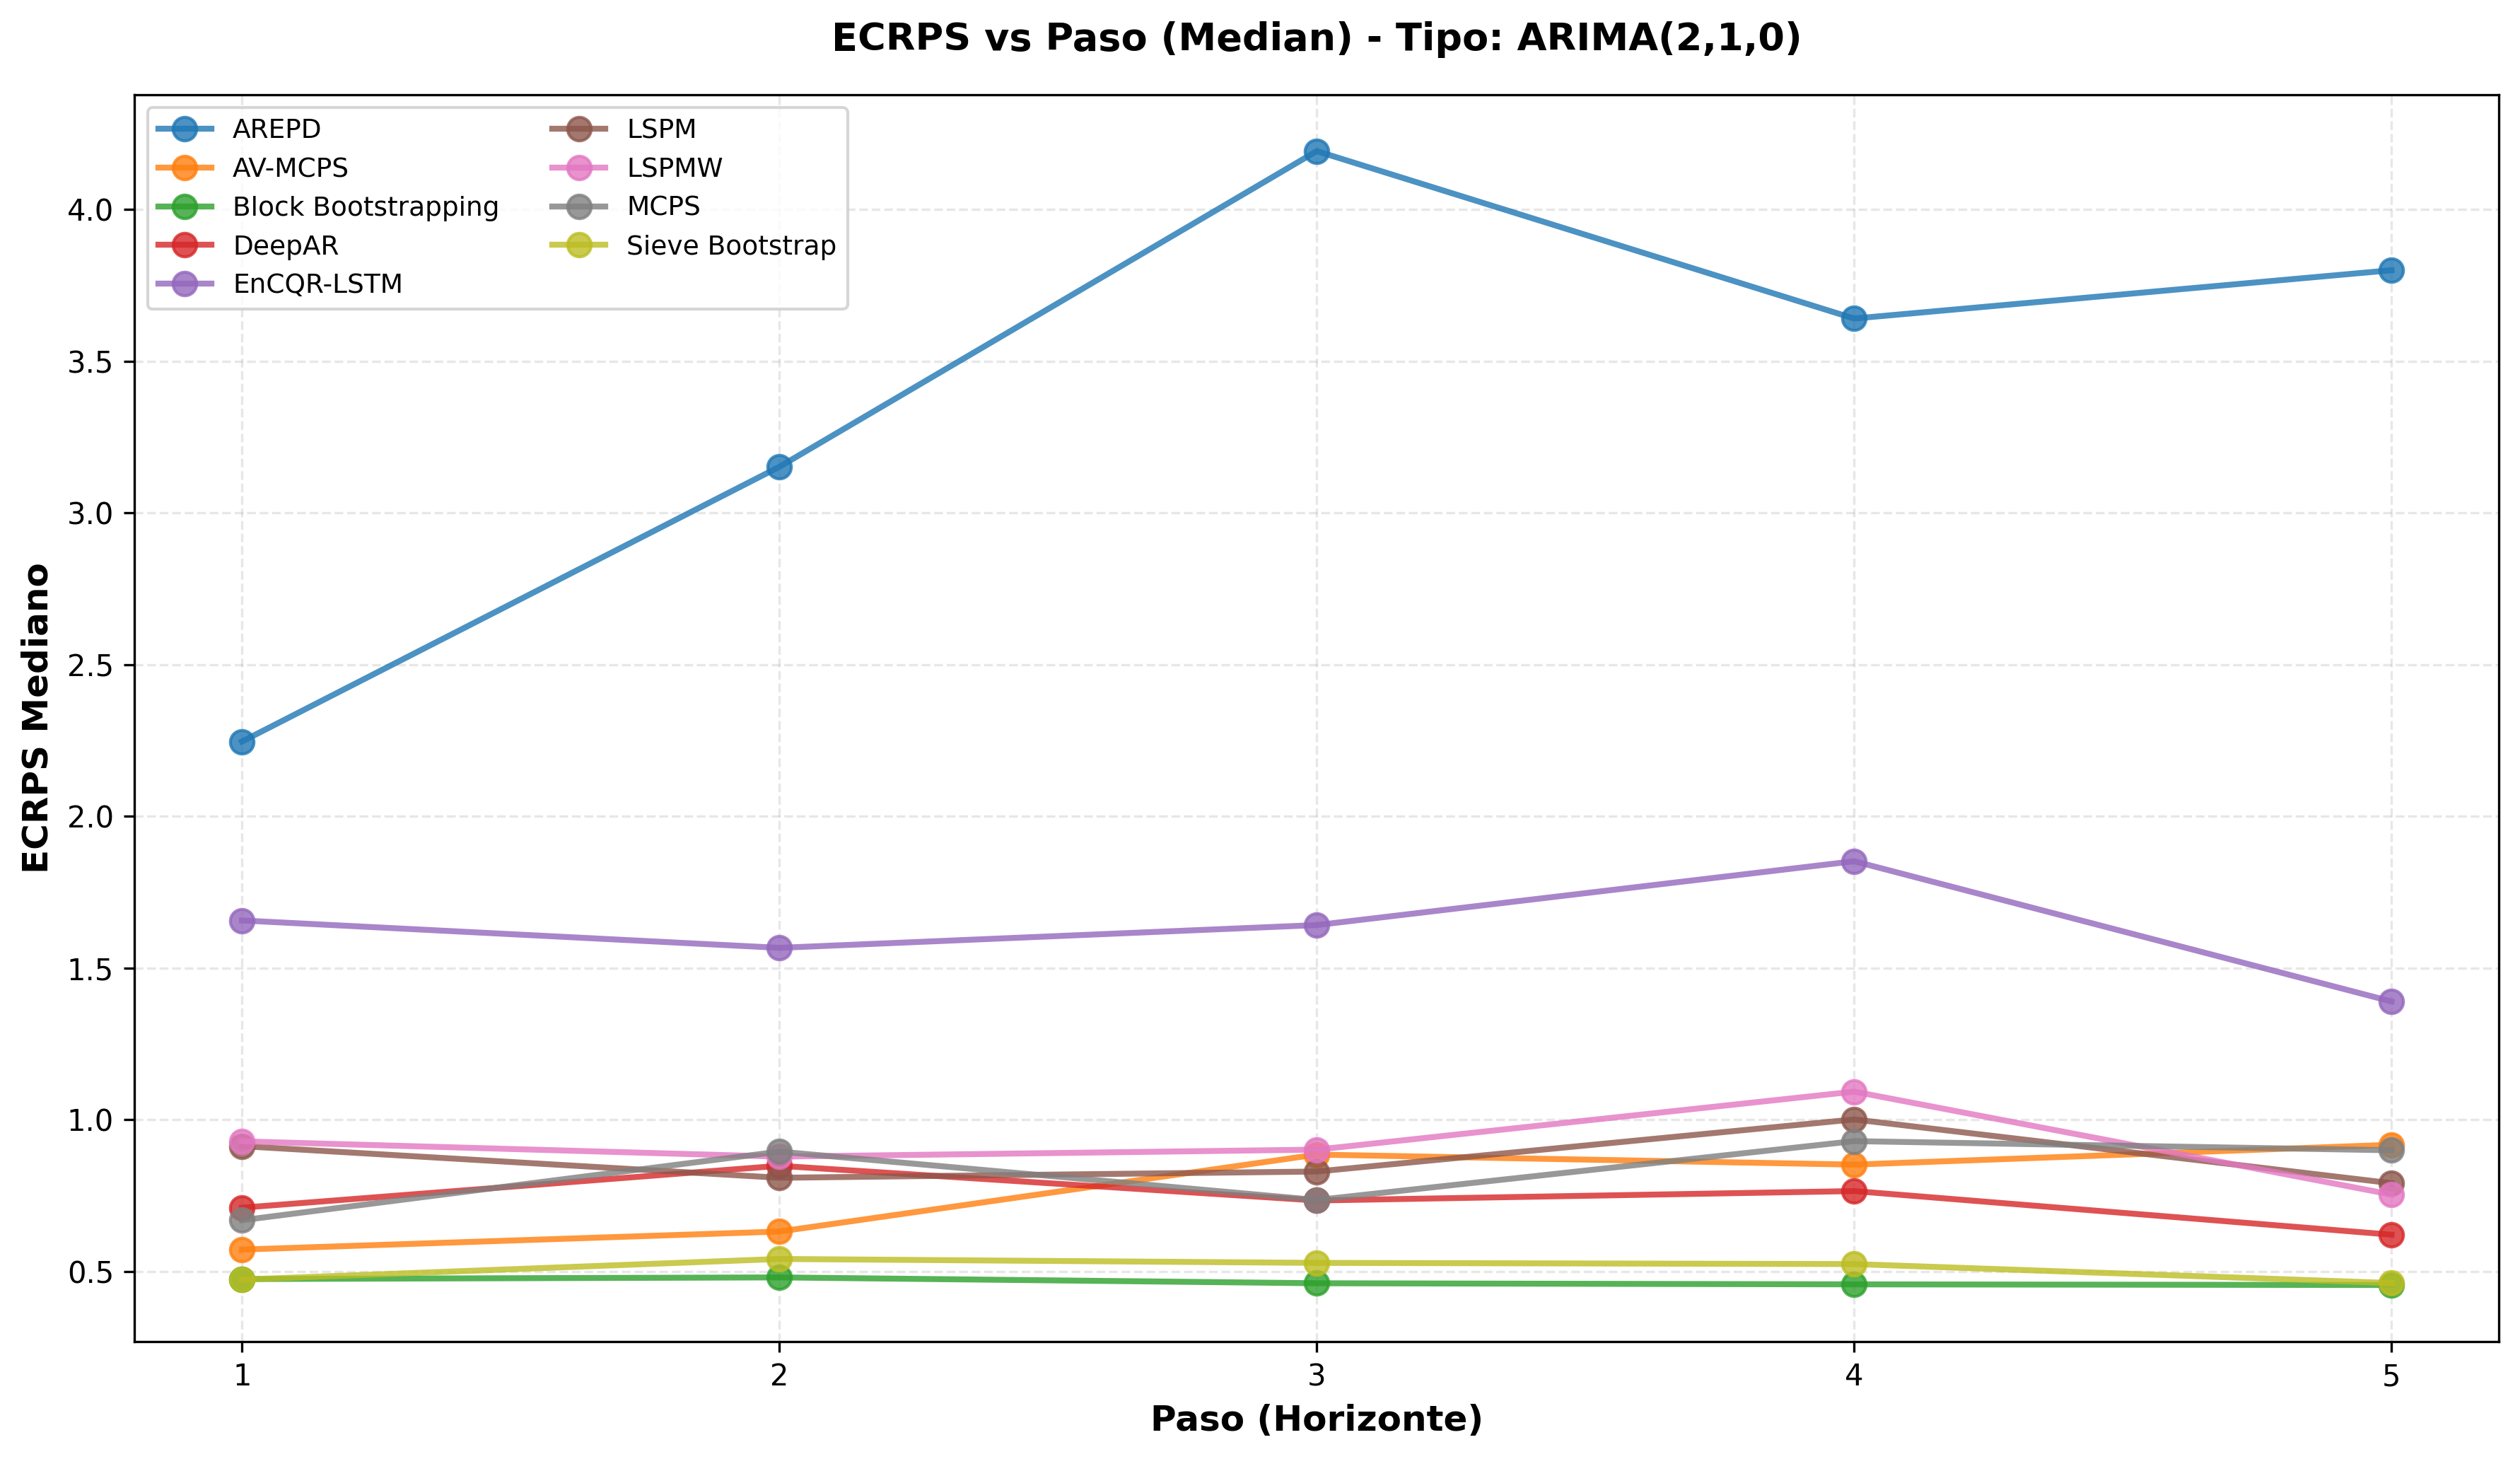 ECRPS vs Paso (Median) - Tipo: ARIMA(2,1,0)
AREPD
AV-MCPS
Block Bootstrapping
DeepAR
EnCQR-LSTM
LSPM
LSPMW
MCPS
Sieve Bootstrap
ECRPS Mediano
4.0
3.5
3.0
2.5
2.0
1.5
1.0
0.5
1 2 3 4 5
Paso (Horizonte)